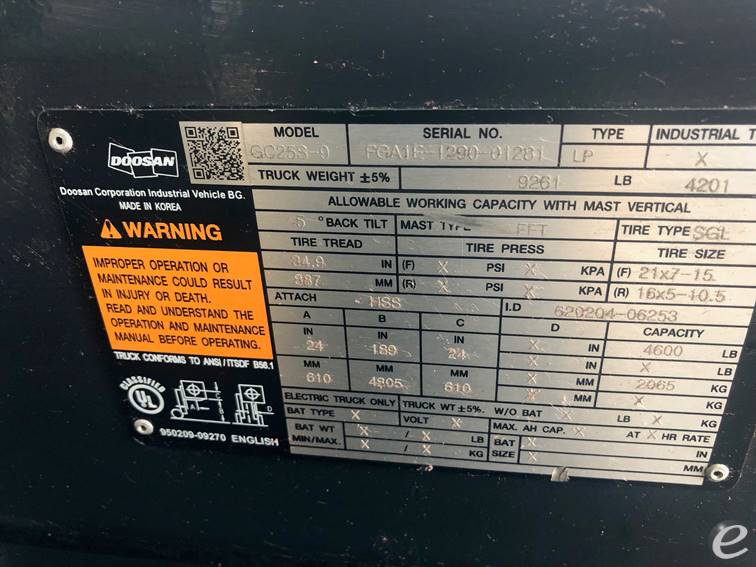 DOOSAN
Doosan Corporation Industrial Vehicle BG.
MADE IN KOREA
WARNING
IMPROPER OPERATION OR
MAINTENANCE COULD RESULT
IN INJURY OR DEATH.
READ AND UNDERSTAND THE
OPERATION AND MAINTENANCE
MANUAL BEFORE OPERATING.
TRUCK CONFORMS TO ANSI/ITSDF B56.1
CLASSIFIED
UL
950209-09270 ENGLISH
MODEL SERIAL NO. TYPE INDUSTRIAL T
GC25S-9 FGA1E-1290-01281 LP X
TRUCK WEIGHT ±5% 9261 LB 4201
ALLOWABLE WORKING CAPACITY WITH MAST VERTICAL
5 °BACK TILT MAST TYPE FFT TIRE TYPE SGL
TIRE TREAD TIRE PRESS TIRE SIZE
34.9 IN (F) X PSI X KPA (F) 21x7-15
887 MM (R) X PSI X KPA (R) 16x5-10.5
ATTACH HSS I.D 620204-06253
A B C D CAPACITY
IN IN IN X IN 4600 LB
24 189 24 X IN X LB
MM MM MM X MM 2065 KG
610 4805 610 X MM X KG
ELECTRIC TRUCK ONLY TRUCK WT ±5%. W/O BAT X LB X KG
BAT TYPE X VOLT X MAX. AH CAP. X AT X HR RATE
BAT WT X / X LB BAT X IN
MIN/MAX. X / X KG SIZE X MM
e